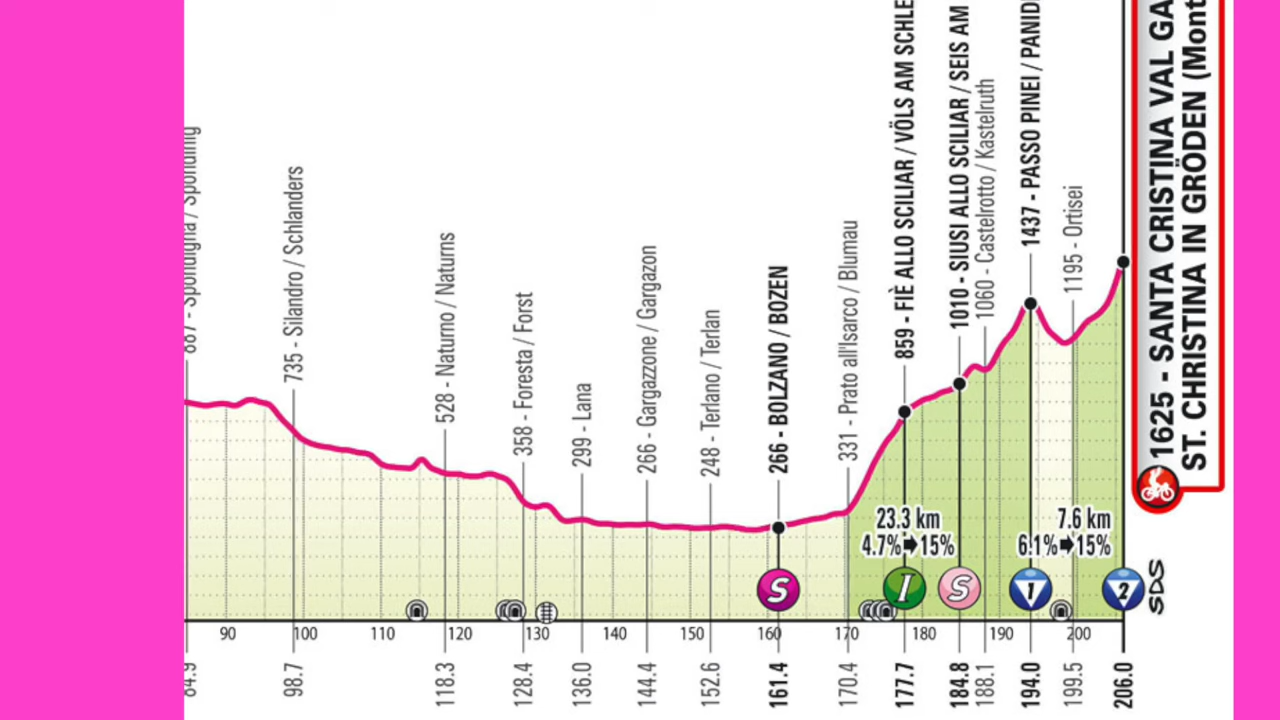 735 - Silandro / Schlanders
528 - Naturno / Naturns
358 - Foresta / Forst
299 - Lana
266 - Gargazzone / Gargazon
248 - Terlano / Terlan
266 - BOLZANO / BOZEN
331 - Prato all'Isarco / Blumau
859 - FIÈ ALLO SCILIAR / VÖLS AM SCHLE
1010 - SIUSI ALLO SCILIAR / SEIS AM
1060 - Castelrotto / Kastelruth
1437 - PASSO PINEI / PANID
1195 - Ortisei
1625 - SANTA CRISTINA VAL GA
ST. CHRISTINA IN GRÖDEN (Mont
23.3 km
4.7% 15%
7.6 km
6.1% 15%
S I S 1 2
SDS
90 100 110 120 130 140 150 160 170 180 190 200
98.7 118.3 128.4 136.0 144.4 152.6 161.4 170.4 177.7 184.8 188.1 194.0 199.5 206.0